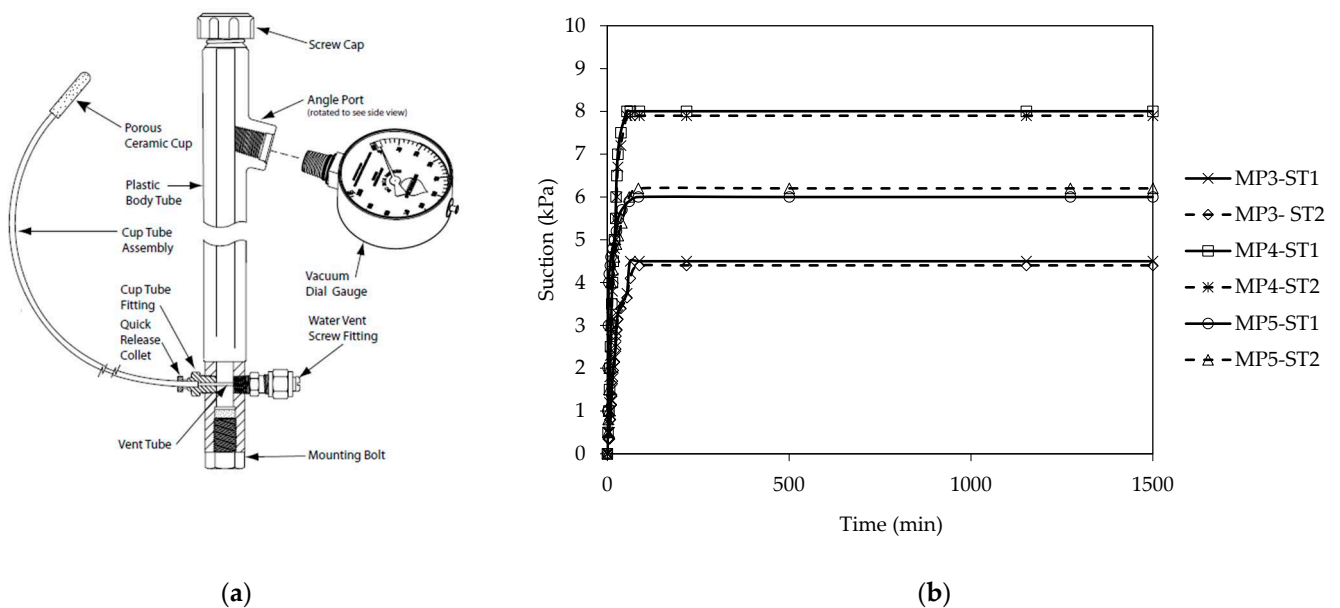 Screw Cap
Angle Port
(rotated to see side view)
Porous
Ceramic Cup
Plastic
Body Tube
Cup Tube
Assembly
Vacuum
Dial Gauge
Cup Tube
Fitting
Quick
Release
Collet
Water Vent
Screw Fitting
Vent Tube
Mounting Bolt
(a)
10
9
8
7
6
5
4
3
2
1
0
Suction (kPa)
0
500
1000
1500
Time (min)
MP3-ST1
MP3- ST2
MP4-ST1
MP4-ST2
MP5-ST1
MP5-ST2
(b)